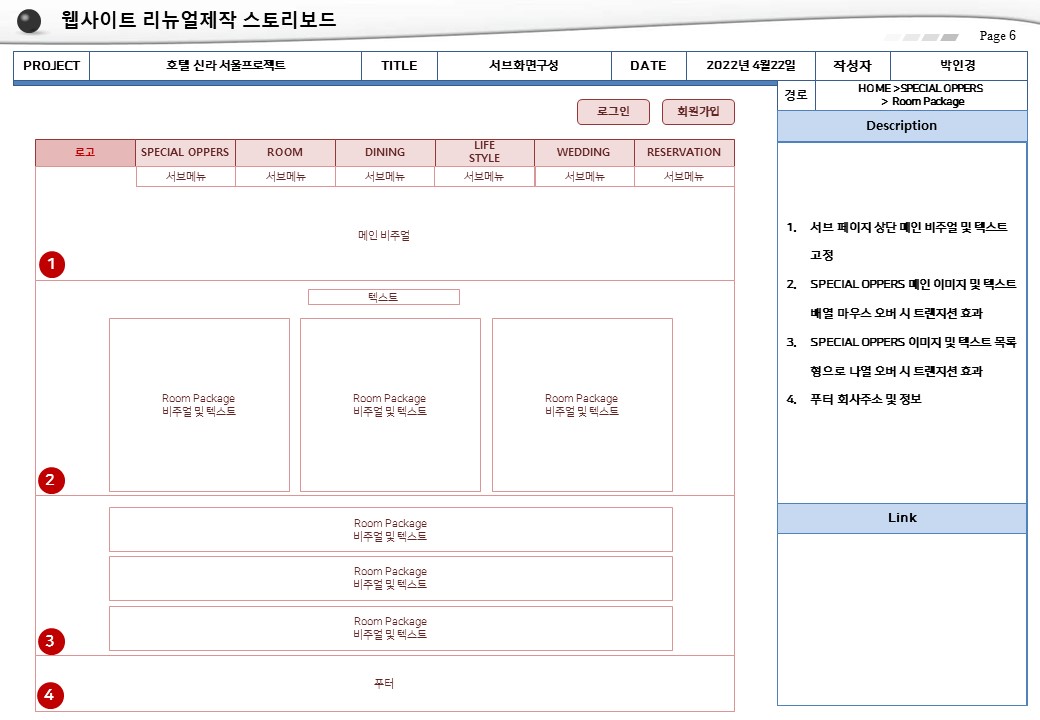 웹사이트 리뉴얼제작 스토리보드
Page 6
PROJECT 호텔 신라 서울프로젝트 TITLE 서브화면구성 DATE 2022년 4월22일 작성자 박인경
경로 HOME >SPECIAL OPPERS
> Room Package
로그인 회원가입
Description
로고 SPECIAL OPPERS ROOM DINING LIFE STYLE WEDDING RESERVATION
서브메뉴 서브메뉴 서브메뉴 서브메뉴 서브메뉴 서브메뉴
메인 비주얼
1
텍스트
Room Package
비주얼 및 텍스트
Room Package
비주얼 및 텍스트
Room Package
비주얼 및 텍스트
2
Room Package
비주얼 및 텍스트
Room Package
비주얼 및 텍스트
Room Package
비주얼 및 텍스트
3
푸터
4
1. 서브 페이지 상단 메인 비주얼 및 텍스트
고정
2. SPECIAL OPPERS 메인 이미지 및 텍스트
배열 마우스 오버 시 트렌지션 효과
3. SPECIAL OPPERS 이미지 및 텍스트 목록
형으로 나열 오버 시 트렌지션 효과
4. 푸터 회사주소 및 정보
Link